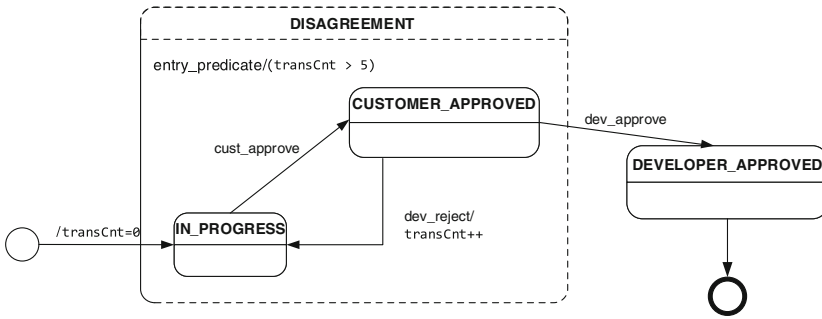 DISAGREEMENT
entry_predicate/(transCnt > 5)
CUSTOMER_APPROVED
dev_approve
cust_approve
DEVELOPER_APPROVED
/transCnt=0
IN_PROGRESS
dev_reject/
transCnt++